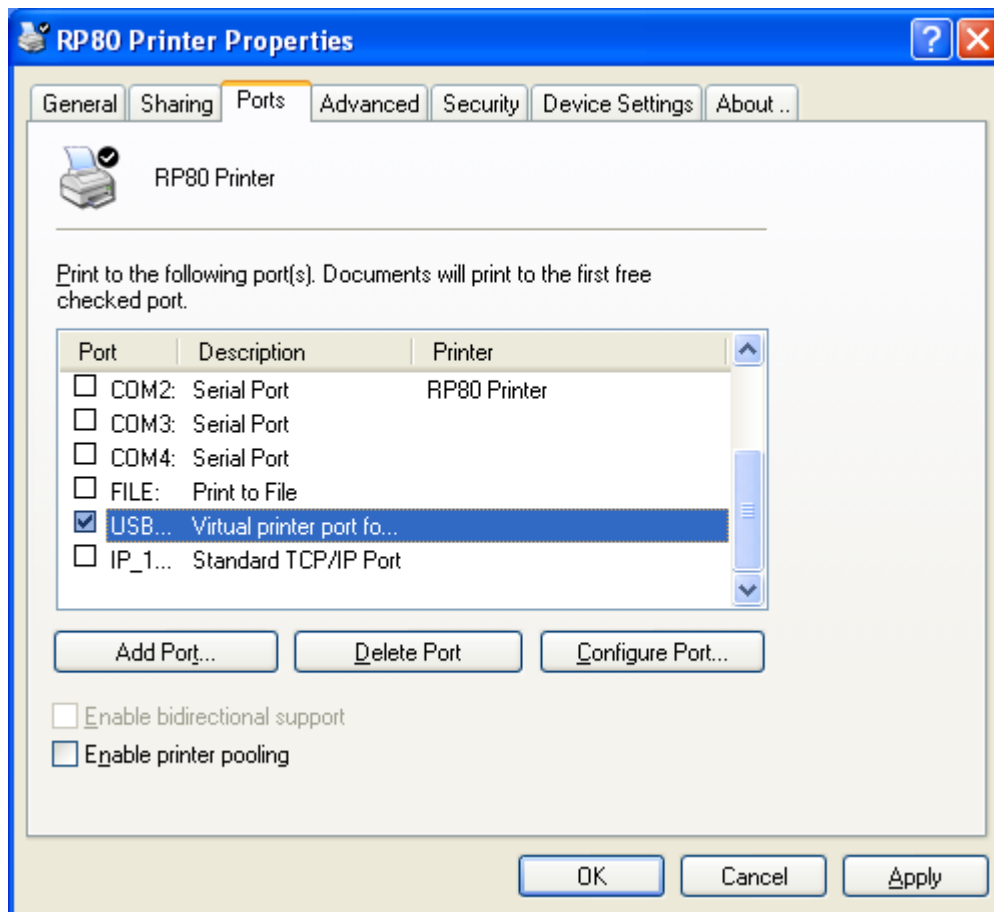 RP80 Printer Properties
General Sharing Ports Advanced Security Device Settings About ..
RP80 Printer
Print to the following port(s). Documents will print to the first free
checked port.
Port Description Printer
COM2: Serial Port RP80 Printer
COM3: Serial Port
COM4: Serial Port
FILE: Print to File
USB... Virtual printer port fo...
IP_1... Standard TCP/IP Port
Add Port... Delete Port Configure Port...
Enable bidirectional support
Enable printer pooling
OK Cancel Apply